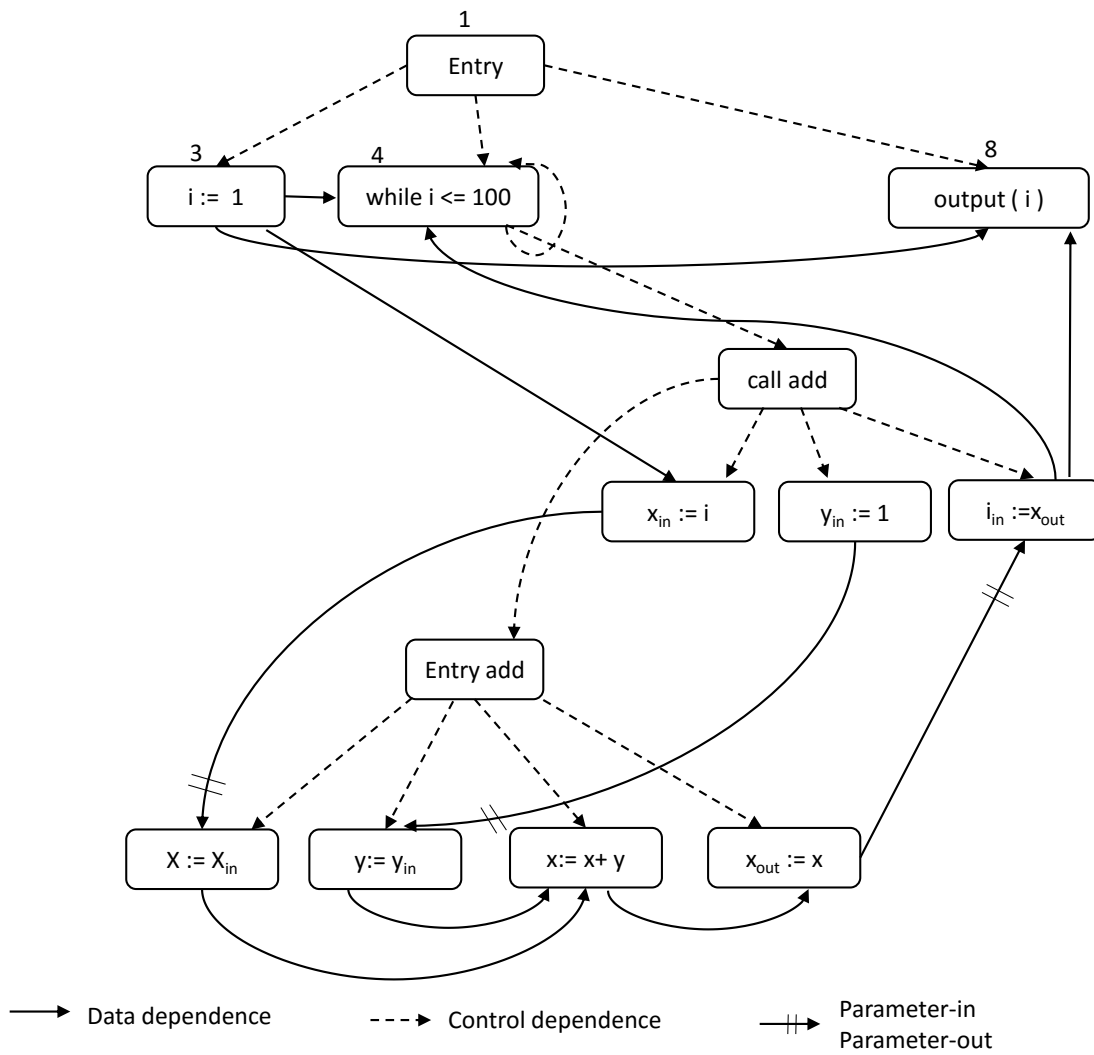 1
Entry
3
4
8
i := 1
while i <= 100
output ( i )
call add
xin := i
yin := 1
iin :=xout
Entry add
X := Xin
y:= yin
x:= x+ y
xout := x
Data dependence
Control dependence
Parameter-in
Parameter-out